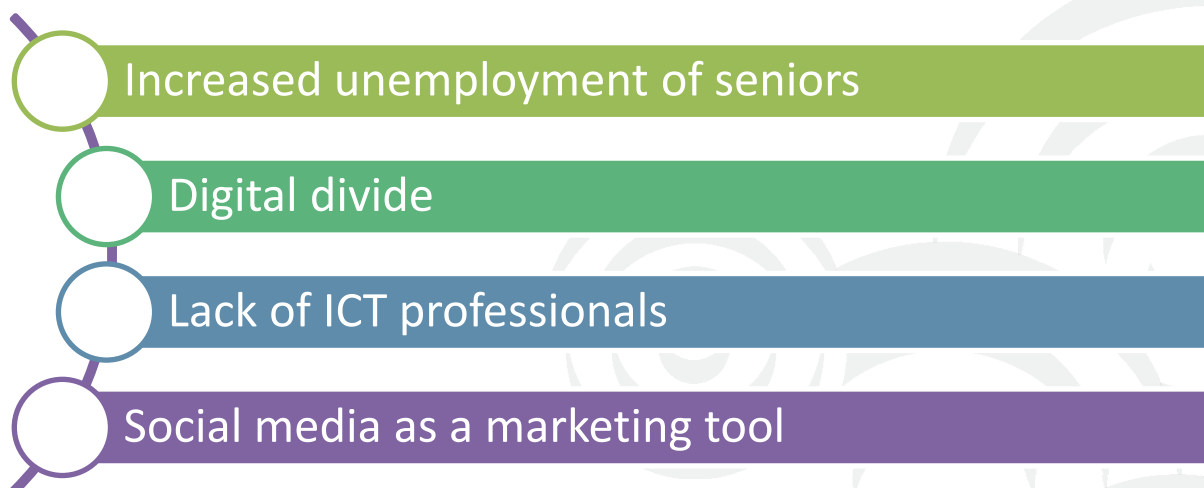 Increased unemployment of seniors
Digital divide
Lack of ICT professionals
Social media as a marketing tool